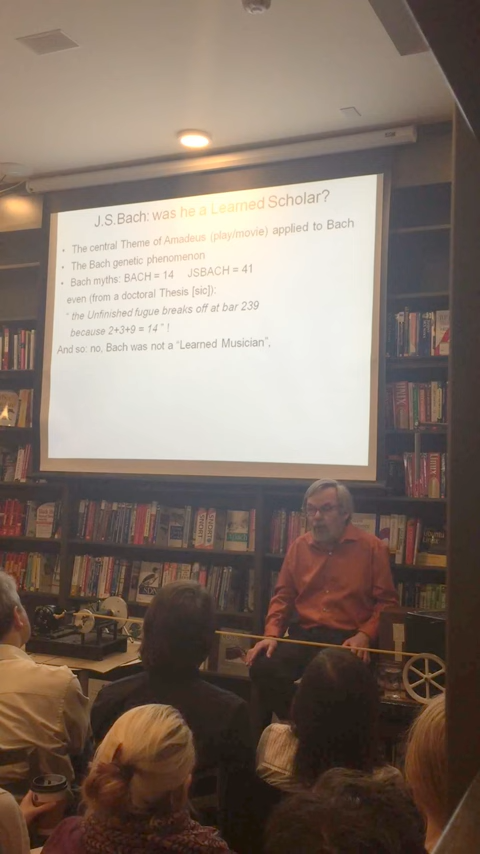 J.S.Bach: was he a Learned Scholar?
• The central Theme of Amadeus (play/movie) applied to Bach
• The Bach genetic phenomenon
• Bach myths: BACH = 14 JSBACH = 41
even (from a doctoral Thesis [sic]):
" the Unfinished fugue breaks off at bar 239
because 2+3+9 = 14 " !
And so: no, Bach was not a "Learned Musician",